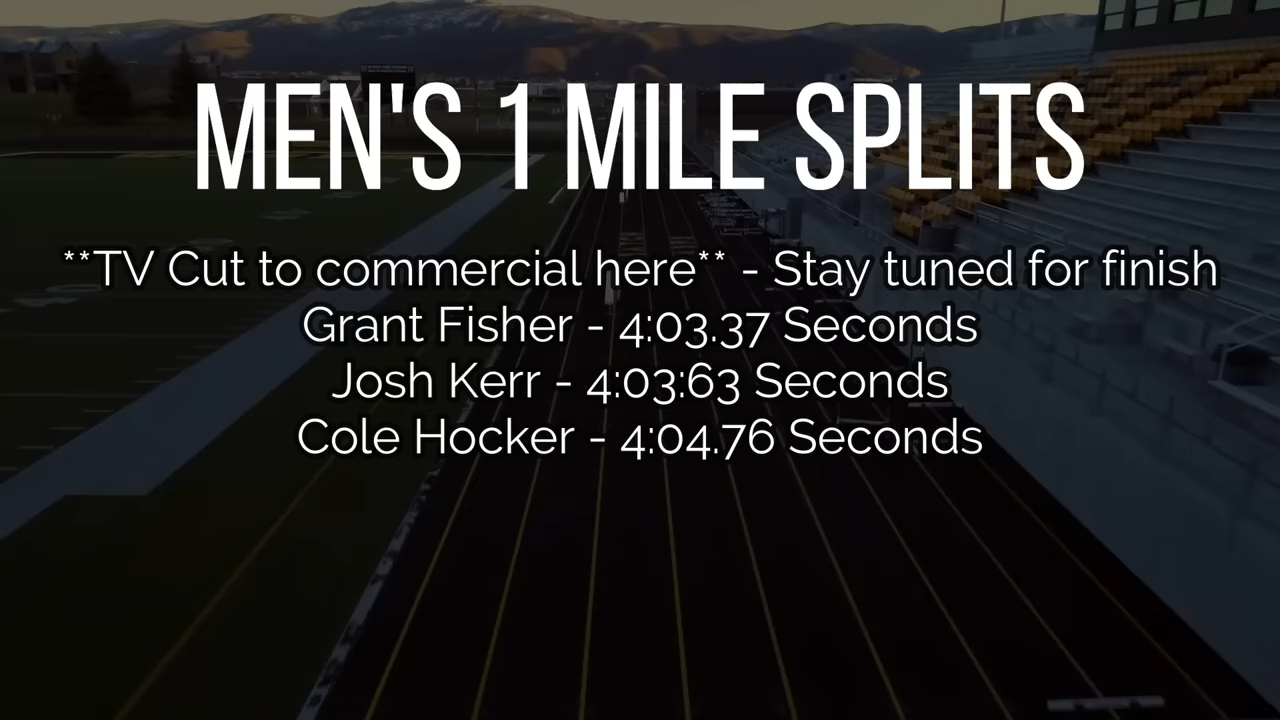 MEN'S 1 MILE SPLITS
**TV Cut to commercial here** - Stay tuned for finish
Grant Fisher - 4:03.37 Seconds
Josh Kerr - 4:03:63 Seconds
Cole Hocker - 4:04.76 Seconds